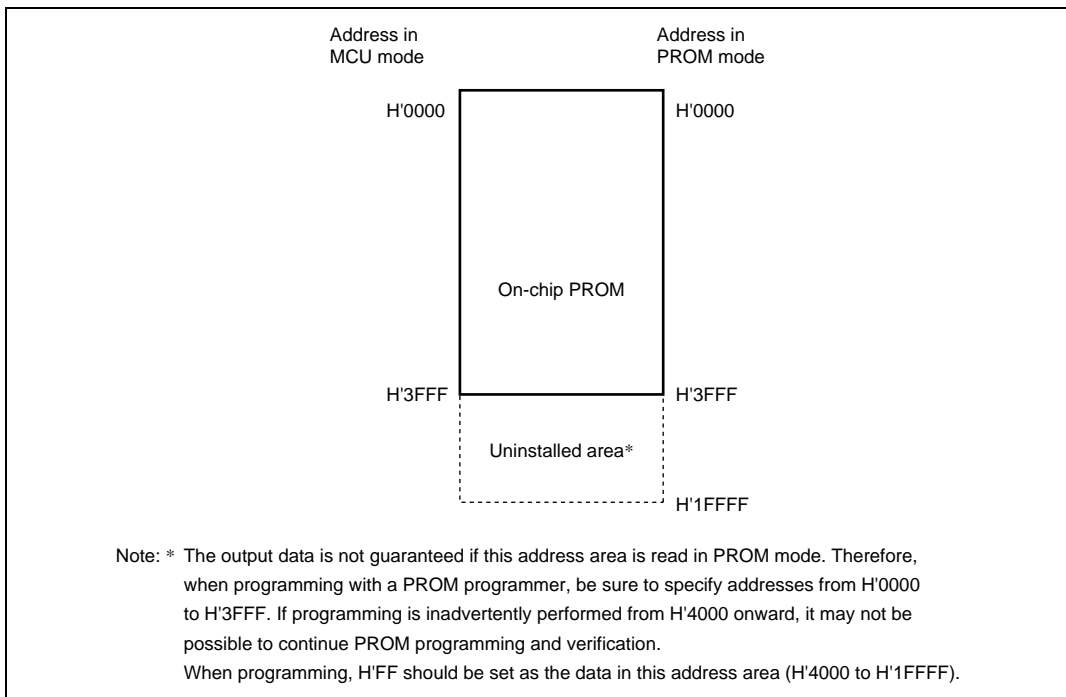 Address in
MCU mode
Address in
PROM mode
H'0000
H'0000
On-chip PROM
H'3FFF
H'3FFF
Uninstalled area*
H'1FFFF
Note: * The output data is not guaranteed if this address area is read in PROM mode. Therefore,
when programming with a PROM programmer, be sure to specify addresses from H'0000
to H'3FFF. If programming is inadvertently performed from H'4000 onward, it may not be
possible to continue PROM programming and verification.
When programming, H'FF should be set as the data in this address area (H'4000 to H'1FFFF).